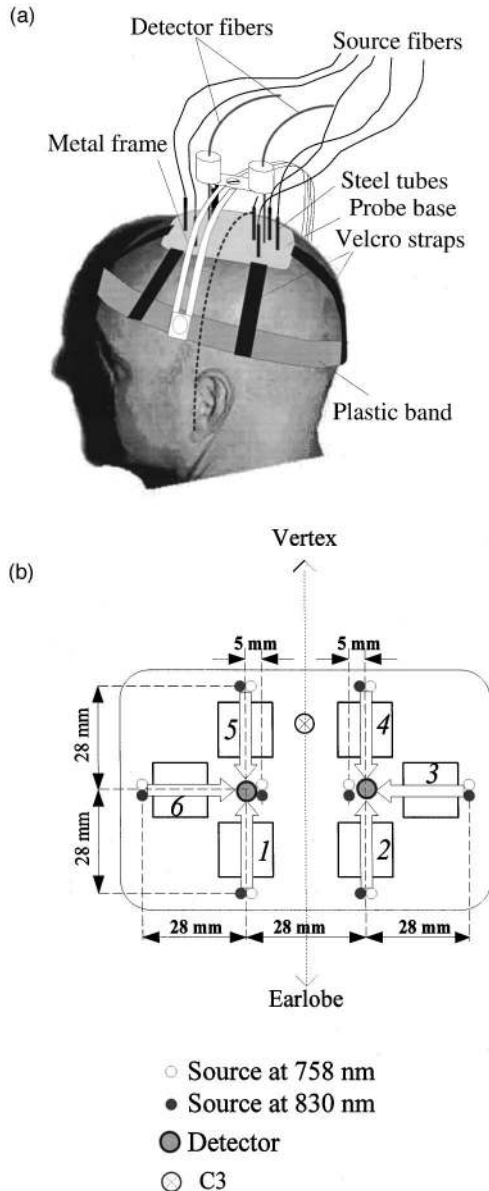 (a)
Detector fibers
Source fibers
Metal frame
Steel tubes
Probe base
Velcro straps
Plastic band
(b)
Vertex
5 mm
5 mm
28 mm
28 mm
5
4
3
6
1
2
28 mm
28 mm
28 mm
Earlobe
Source at 758 nm
Source at 830 nm
Detector
C3